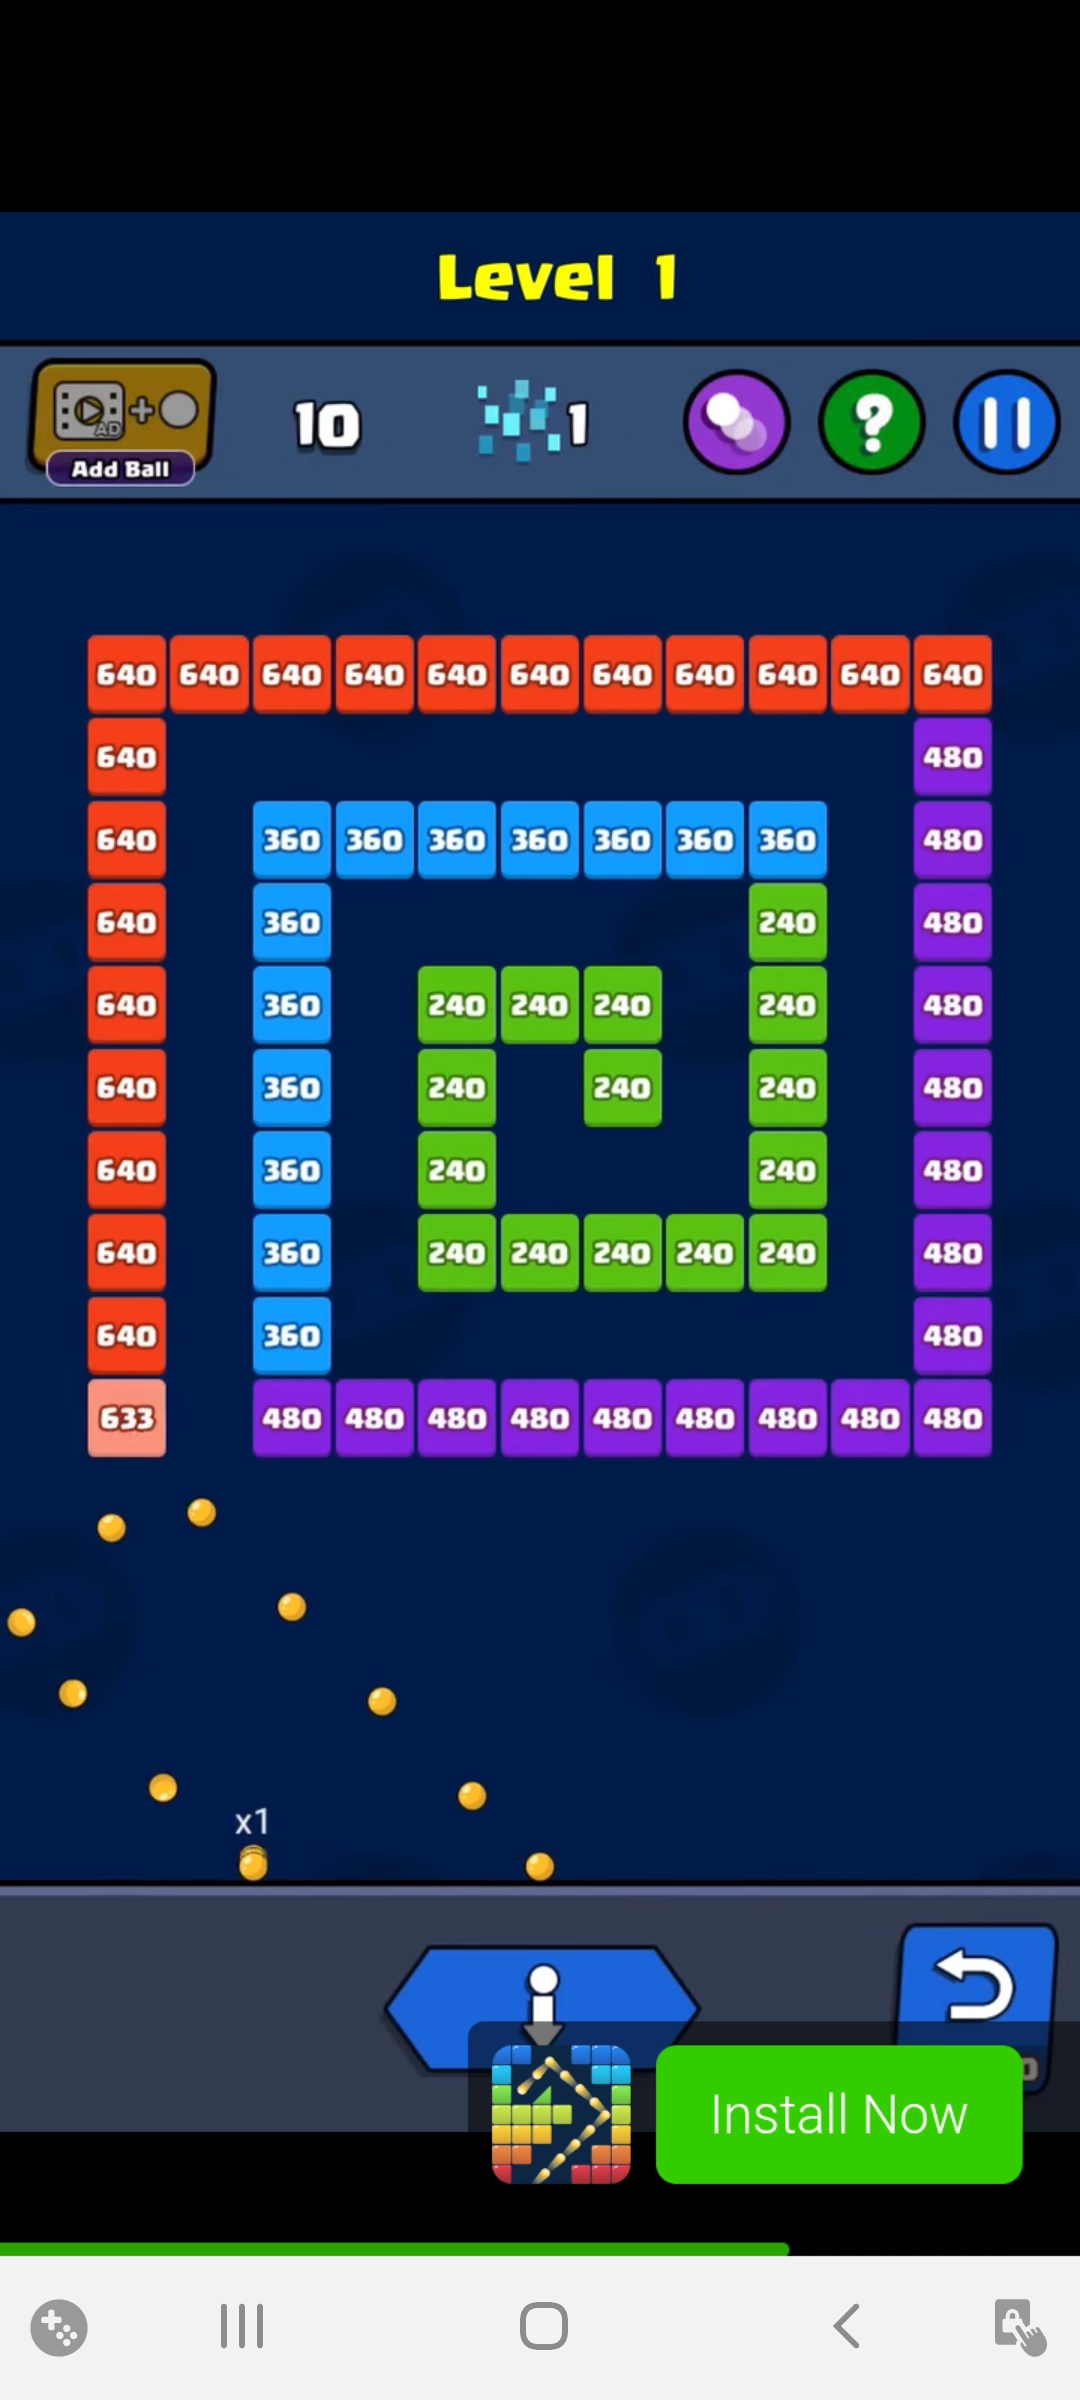 Level 1
AD
Add Ball
10
1
640 640 640 640 640 640 640 640 640 640 640
640 480
640 360 360 360 360 360 360 360 480
640 360 240 480
640 360 240 240 240 240 480
640 360 240 240 240 480
640 360 240 240 480
640 360 240 240 240 240 240 480
640 360 480
633 480 480 480 480 480 480 480 480 480
x1
0
Install Now